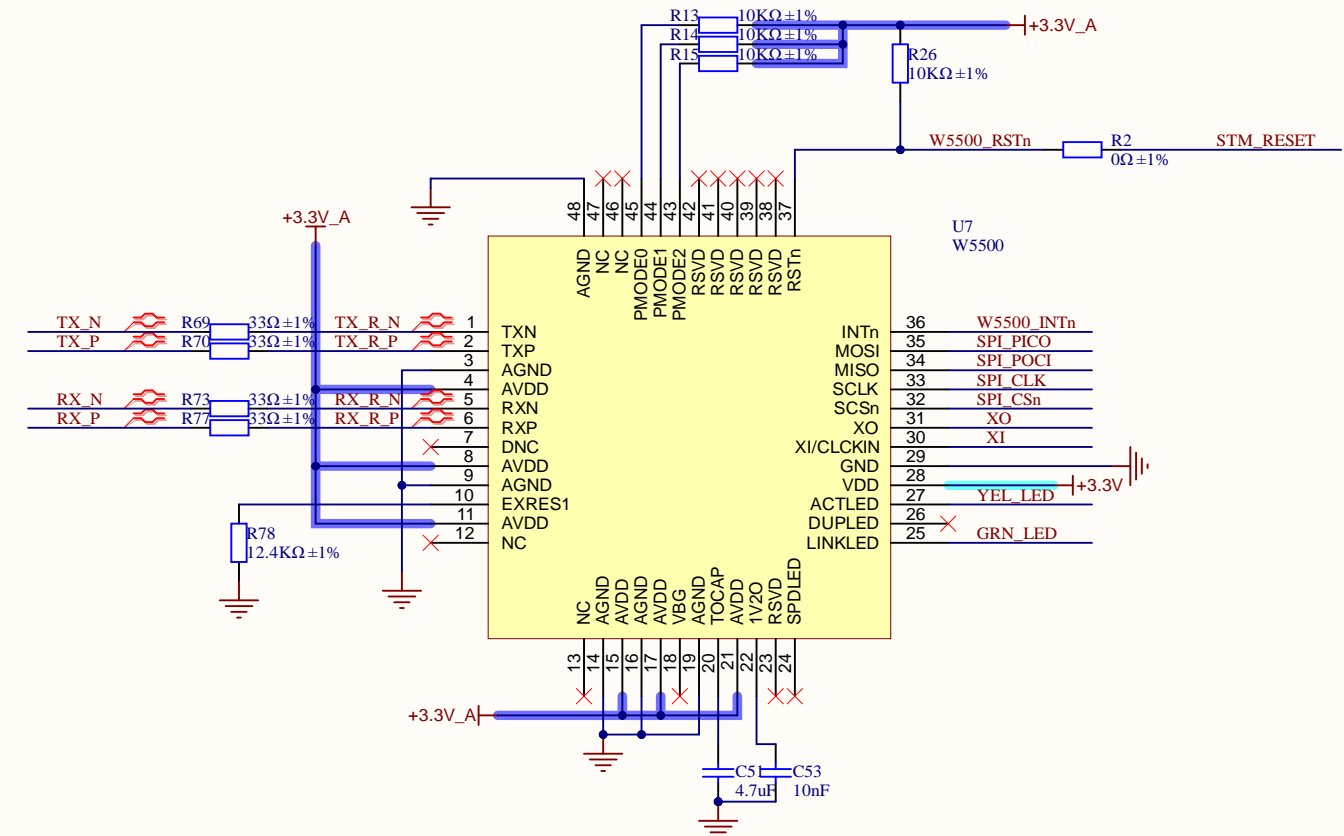 R13 10KΩ±1%
R14 10KΩ±1%
R15 10KΩ±1%
+3.3V_A
R26
10KΩ±1%
W5500_RSTn
R2
0Ω±1%
STM_RESET
48 47 46 45 44 43 42 41 40 39 38 37
AGND NC NC PMODE0 PMODE1 PMODE2 RSVD RSVD RSVD RSVD RSVD RSTn
U7
W5500
+3.3V_A
TX_N R69 33Ω±1% TX_R_N 1 TXN
TX_P R70 33Ω±1% TX_R_P 2 TXP
3 AGND
4 AVDD
RX_N R73 33Ω±1% RX_R_N 5 RXN
RX_P R77 33Ω±1% RX_R_P 6 RXP
7 DNC
8 AVDD
9 AGND
10 EXRES1
11 AVDD
12 NC
R78
12.4KΩ±1%
INTn 36 W5500_INTn
MOSI 35 SPI_PICO
MISO 34 SPI_POCI
SCLK 33 SPI_CLK
SCSn 32 SPI_CSn
XO 31 XO
XI/CLCKIN 30 XI
GND 29
VDD 28 +3.3V
ACTLED 27 YEL_LED
DUPLED 26
LINKLED 25 GRN_LED
NC AGND AVDD AGND AVDD VBG AGND TOCAP AVDD 1V2O RSVD SPDLED
13 14 15 16 17 18 19 20 21 22 23 24
+3.3V_A
C51
4.7uF
C53
10nF